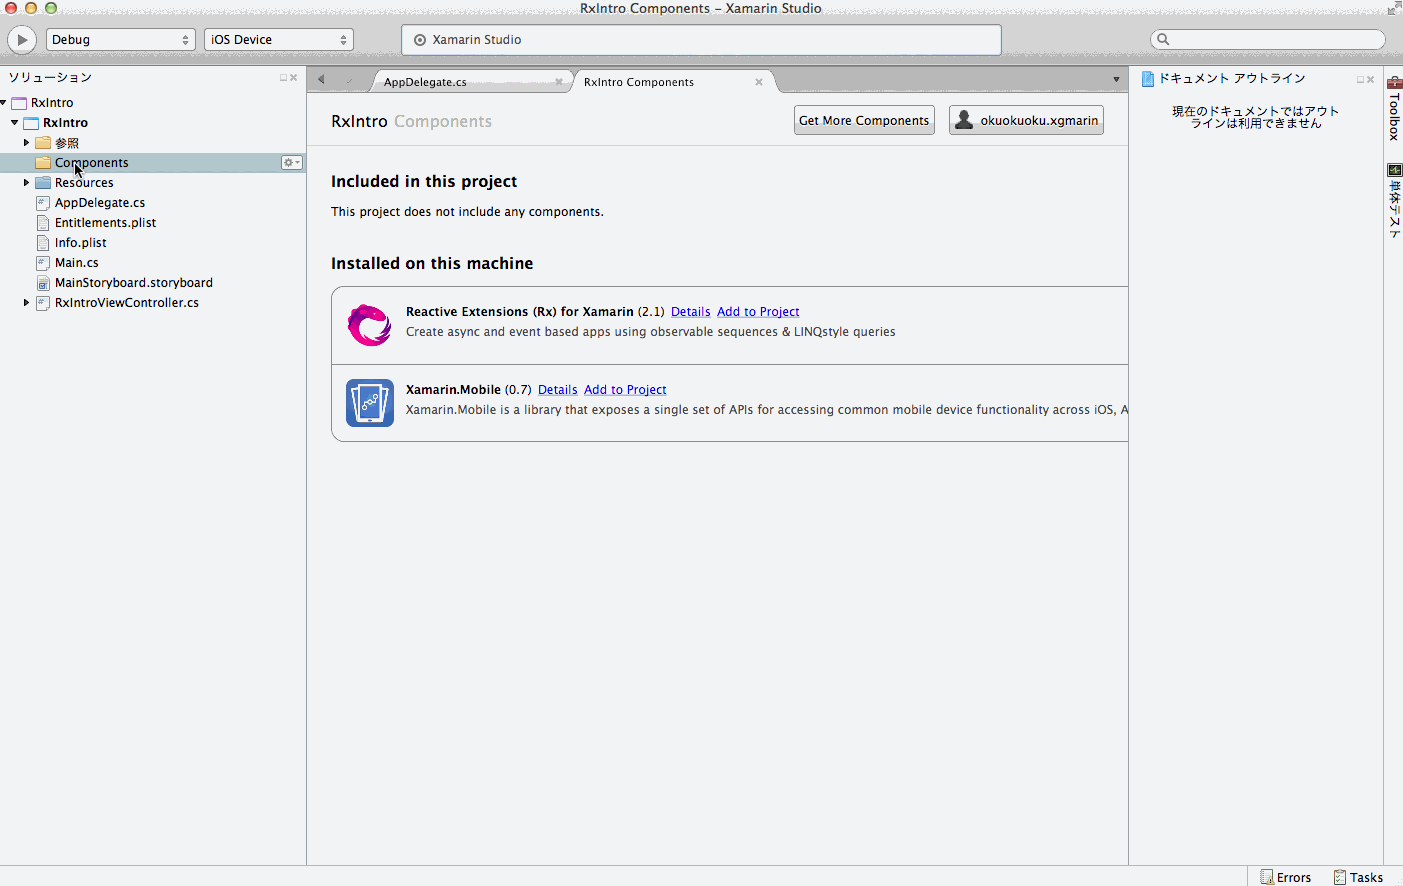 RxIntro Components – Xamarin Studio
Debug
iOS Device
Xamarin Studio
ソリューション
RxIntro
RxIntro
参照
Components
Resources
AppDelegate.cs
Entitlements.plist
Info.plist
Main.cs
MainStoryboard.storyboard
RxIntroViewController.cs
AppDelegate.cs
RxIntro Components
RxIntro Components
Get More Components
okuokuoku.xgmarin
Included in this project
This project does not include any components.
Installed on this machine
Reactive Extensions (Rx) for Xamarin (2.1) Details Add to Project
Create async and event based apps using observable sequences & LINQstyle queries
Xamarin.Mobile (0.7) Details Add to Project
Xamarin.Mobile is a library that exposes a single set of APIs for accessing common mobile device functionality across iOS, A
ドキュメント アウトライン
現在のドキュメントではアウト
ラインは利用できません
Toolbox
単体テスト
Errors
Tasks